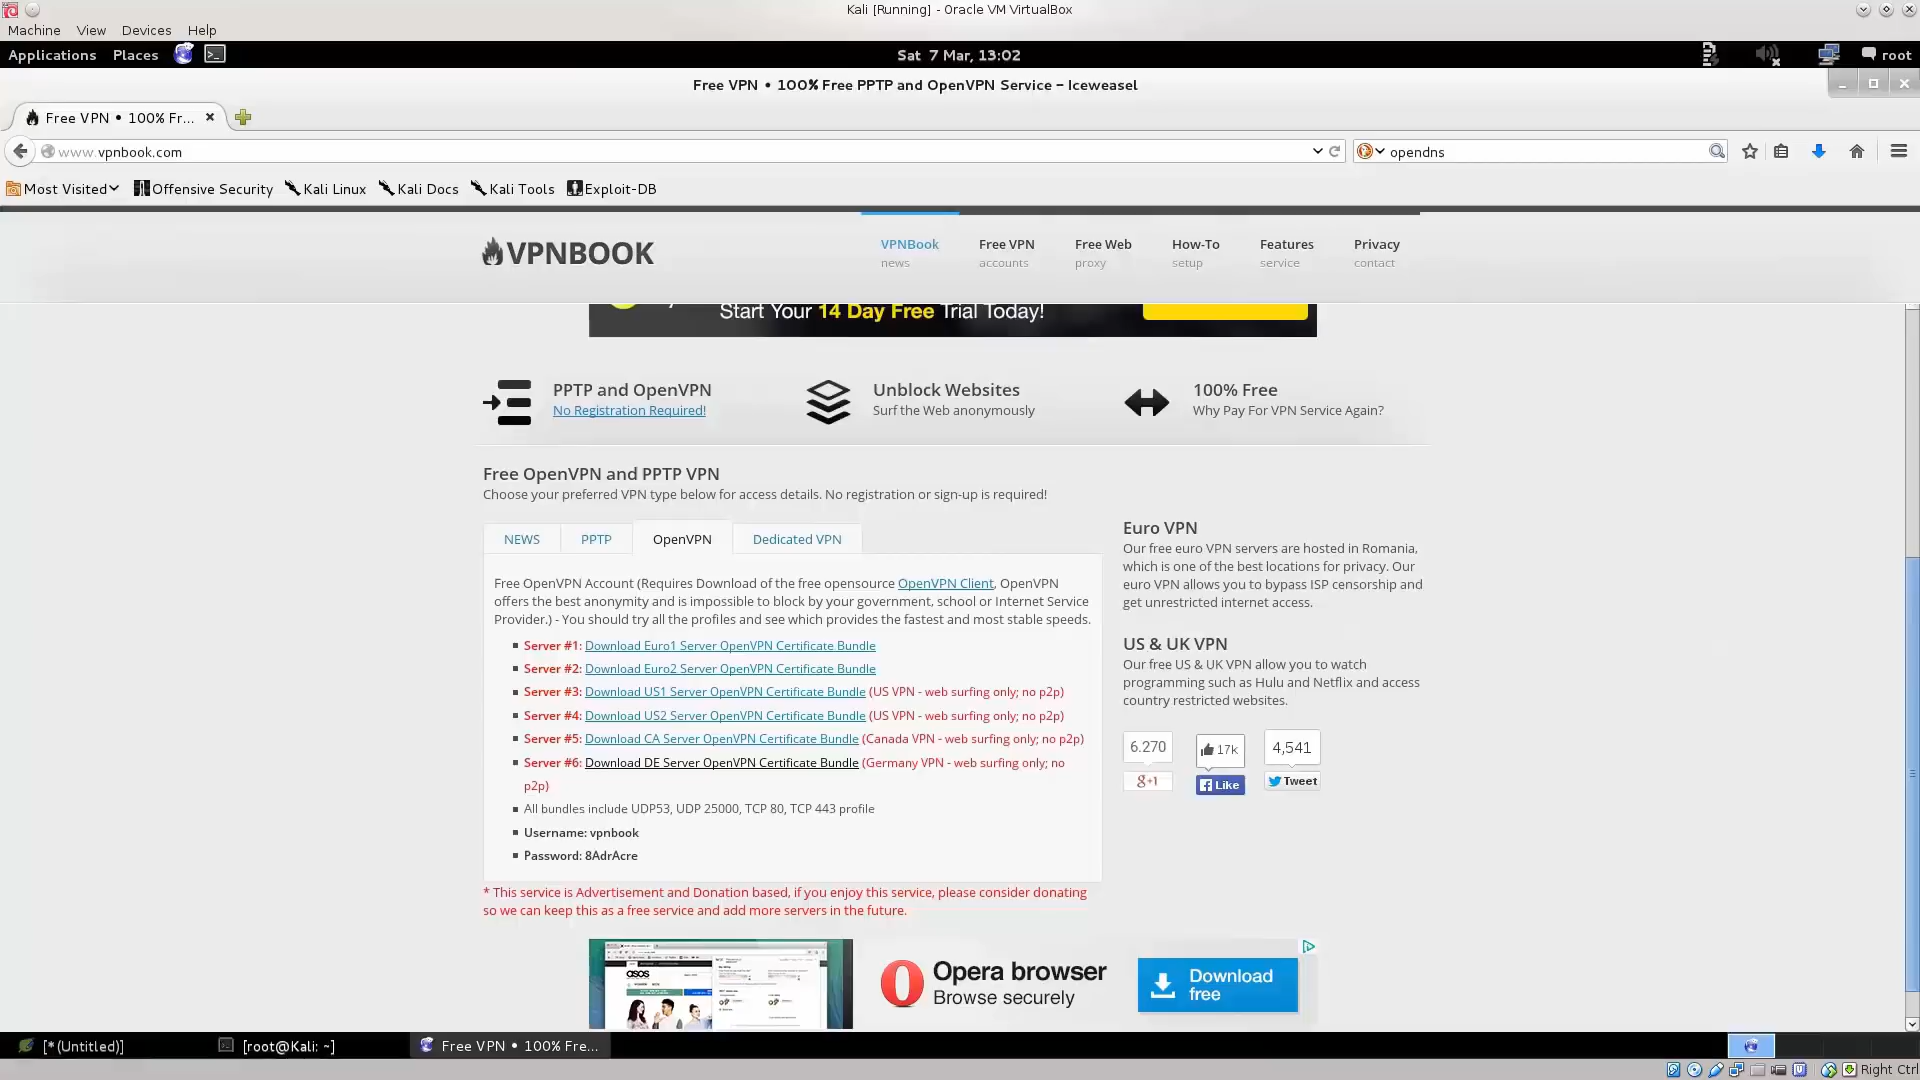 Kali [Running] - Oracle VM VirtualBox
Machine View Devices Help
Applications Places Sat 7 Mar, 13:02 root
Free VPN • 100% Free PPTP and OpenVPN Service – Iceweasel
Free VPN • 100% Fr...
www.vpnbook.com opendns
Most Visited Offensive Security Kali Linux Kali Docs Kali Tools Exploit-DB
VPNBOOK
VPNBook Free VPN Free Web How-To Features Privacy
news accounts proxy setup service contact
Start Your 14 Day Free Trial Today!
PPTP and OpenVPN
No Registration Required!
Unblock Websites
Surf the Web anonymously
100% Free
Why Pay For VPN Service Again?
Free OpenVPN and PPTP VPN
Choose your preferred VPN type below for access details. No registration or sign-up is required!
NEWS PPTP OpenVPN Dedicated VPN
Free OpenVPN Account (Requires Download of the free opensource OpenVPN Client, OpenVPN
offers the best anonymity and is impossible to block by your government, school or Internet Service
Provider.) - You should try all the profiles and see which provides the fastest and most stable speeds.
Server #1: Download Euro1 Server OpenVPN Certificate Bundle
Server #2: Download Euro2 Server OpenVPN Certificate Bundle
Server #3: Download US1 Server OpenVPN Certificate Bundle (US VPN - web surfing only; no p2p)
Server #4: Download US2 Server OpenVPN Certificate Bundle (US VPN - web surfing only; no p2p)
Server #5: Download CA Server OpenVPN Certificate Bundle (Canada VPN - web surfing only; no p2p)
Server #6: Download DE Server OpenVPN Certificate Bundle (Germany VPN - web surfing only; no
p2p)
All bundles include UDP53, UDP 25000, TCP 80, TCP 443 profile
Username: vpnbook
Password: 8AdrAcre
* This service is Advertisement and Donation based, if you enjoy this service, please consider donating
so we can keep this as a free service and add more servers in the future.
Euro VPN
Our free euro VPN servers are hosted in Romania,
which is one of the best locations for privacy. Our
euro VPN allows you to bypass ISP censorship and
get unrestricted internet access.
US & UK VPN
Our free US & UK VPN allow you to watch
programming such as Hulu and Netflix and access
country restricted websites.
6.270 17k 4,541
g+1 Like Tweet
asos
Opera browser
Browse securely
Download
free
[*(Untitled)] [root@Kali: ~] Free VPN • 100% Fre...
Right Ctrl